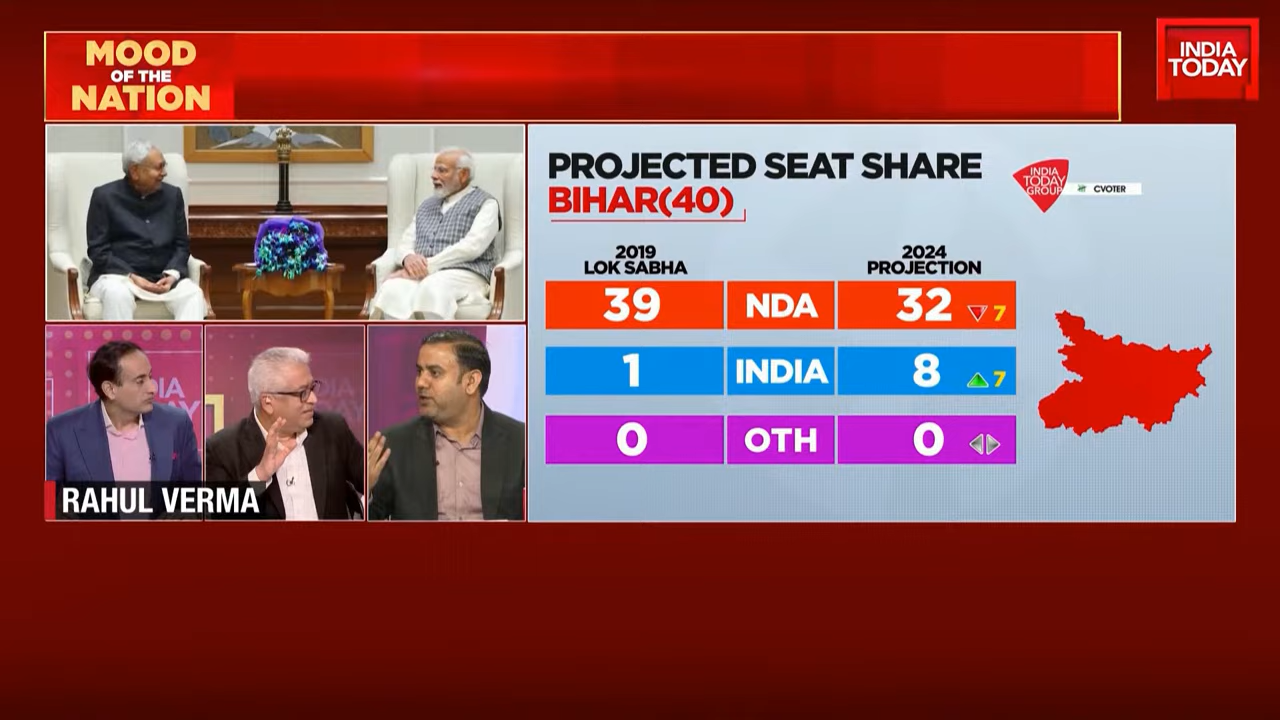 MOOD
OF THE
NATION
INDIA
TODAY
PROJECTED SEAT SHARE
BIHAR(40)
INDIA
TODAY
GROUP
CVOTER
2019
LOK SABHA
2024
PROJECTION
39 NDA 32 7
1 INDIA 8 7
0 OTH 0
RAHUL VERMA